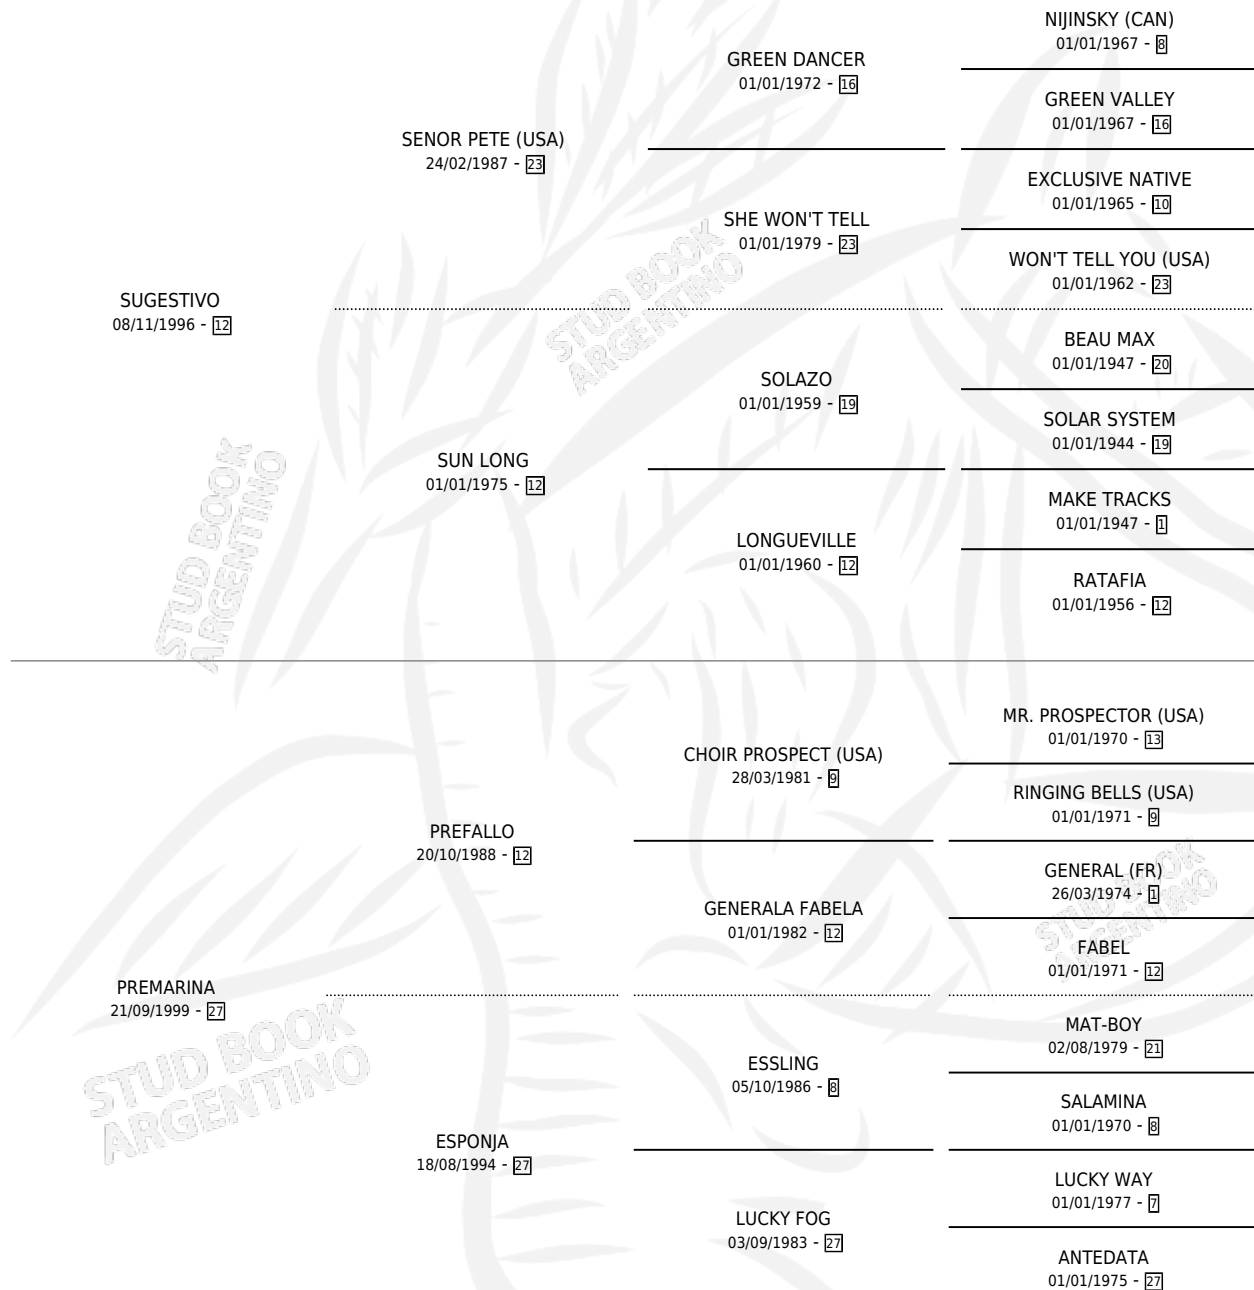 NIJINSKY (CAN)
01/01/1967 - 8
GREEN DANCER
01/01/1972 - 16
GREEN VALLEY
01/01/1967 - 16
SENOR PETE (USA)
24/02/1987 - 23
EXCLUSIVE NATIVE
01/01/1965 - 10
SHE WON'T TELL
01/01/1979 - 23
WON'T TELL YOU (USA)
01/01/1962 - 23
SUGESTIVO
08/11/1996 - 12
BEAU MAX
01/01/1947 - 20
SOLAZO
01/01/1959 - 19
SOLAR SYSTEM
01/01/1944 - 19
SUN LONG
01/01/1975 - 12
MAKE TRACKS
01/01/1947 - 1
LONGUEVILLE
01/01/1960 - 12
RATAFIA
01/01/1956 - 12
MR. PROSPECTOR (USA)
01/01/1970 - 13
CHOIR PROSPECT (USA)
28/03/1981 - 9
RINGING BELLS (USA)
01/01/1971 - 9
PREFALLO
20/10/1988 - 12
GENERAL (FR)
26/03/1974 - 1
GENERALA FABELA
01/01/1982 - 12
FABEL
01/01/1971 - 12
PREMARINA
21/09/1999 - 27
MAT-BOY
02/08/1979 - 21
ESSLING
05/10/1986 - 8
SALAMINA
01/01/1970 - 8
ESPONJA
18/08/1994 - 27
LUCKY WAY
01/01/1977 - 7
LUCKY FOG
03/09/1983 - 27
ANTEDATA
01/01/1975 - 27
STUD BOOK
ARGENTINO
STUD BOOK
ARGENTINO
STUD BOOK
ARGENTINO
STUD BOOK
ARGENTINO